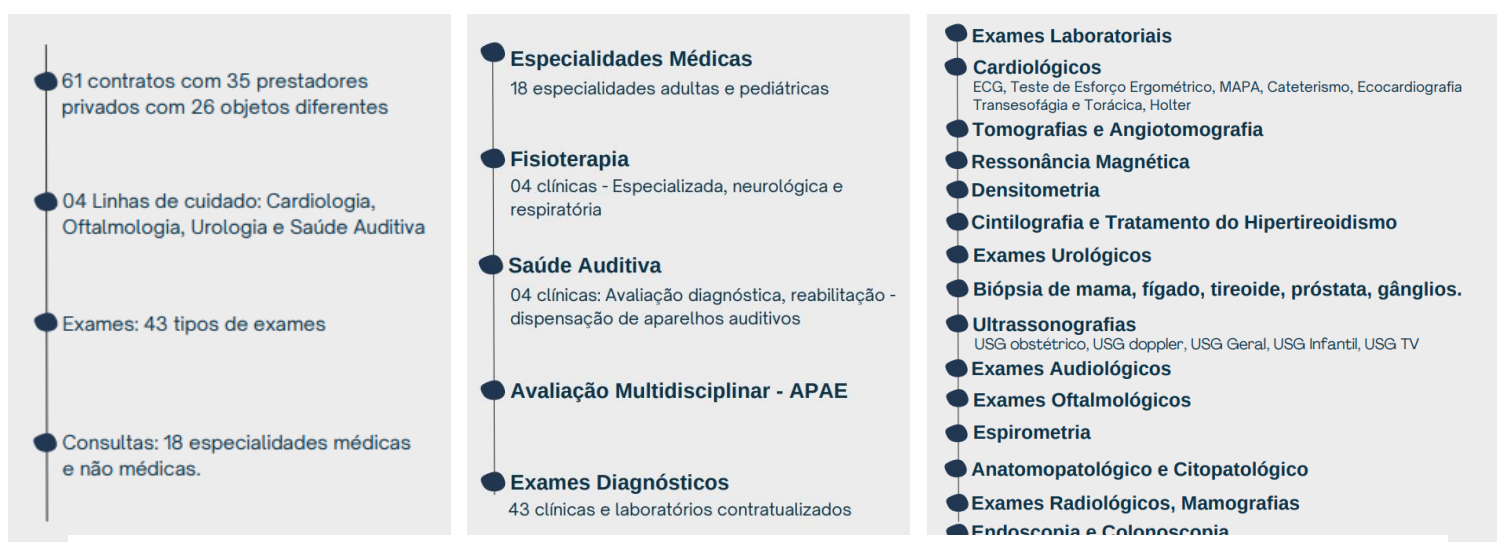 61 contratos com 35 prestadores
privados com 26 objetos diferentes
04 Linhas de cuidado: Cardiologia,
Oftalmologia, Urologia e Saúde Auditiva
Exames: 43 tipos de exames
Consultas: 18 especialidades médicas
e não médicas.
Especialidades Médicas
18 especialidades adultas e pediátricas
Fisioterapia
04 clínicas - Especializada, neurológica e
respiratória
Saúde Auditiva
04 clínicas: Avaliação diagnóstica, reabilitação -
dispensação de aparelhos auditivos
Avaliação Multidisciplinar - APAE
Exames Diagnósticos
43 clínicas e laboratórios contratualizados
Exames Laboratoriais
Cardiológicos
ECG, Teste de Esforço Ergométrico, MAPA, Cateterismo, Ecocardiografia
Transesofágia e Torácica, Holter
Tomografias e Angiotomografia
Ressonância Magnética
Densitometria
Cintilografia e Tratamento do Hipertireoidismo
Exames Urológicos
Biópsia de mama, fígado, tireoide, próstata, gânglios.
Ultrassonografias
USG obstétrico, USG doppler, USG Geral, USG Infantil, USG TV
Exames Audiológicos
Exames Oftalmológicos
Espirometria
Anatomopatológico e Citopatológico
Exames Radiológicos, Mamografias
Endoscopia e Colonoscopia